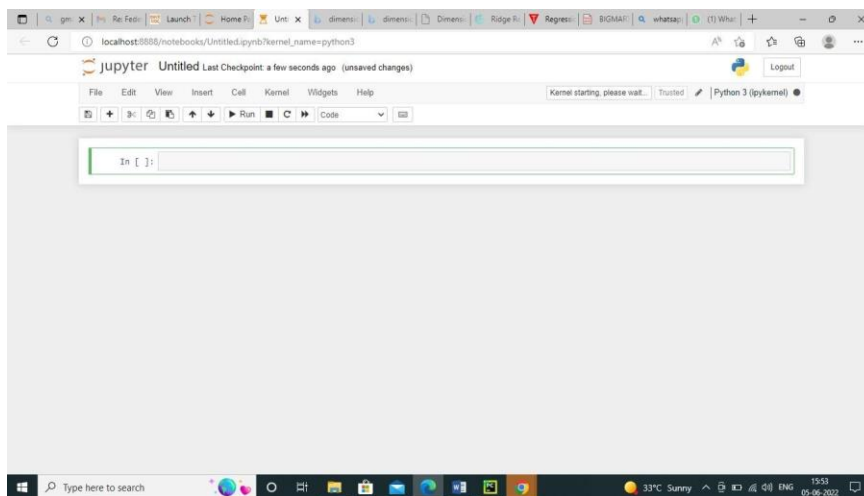 gm
Re: Fedi
Launch T
Home P
Unt
dimensi
dimensi
Dimensi
Ridge R
Regress
BIGMAR
whatsap
(1) What
localhost:8888/notebooks/Untitled.ipynb?kernel_name=python3
jupyter Untitled Last Checkpoint: a few seconds ago (unsaved changes)
Logout
File Edit View Insert Cell Kernel Widgets Help
Kernel starting, please wait... Trusted Python 3 (ipykernel)
Run Code
In [ ]:
Type here to search
33°C Sunny ENG 15:53
05-06-2022